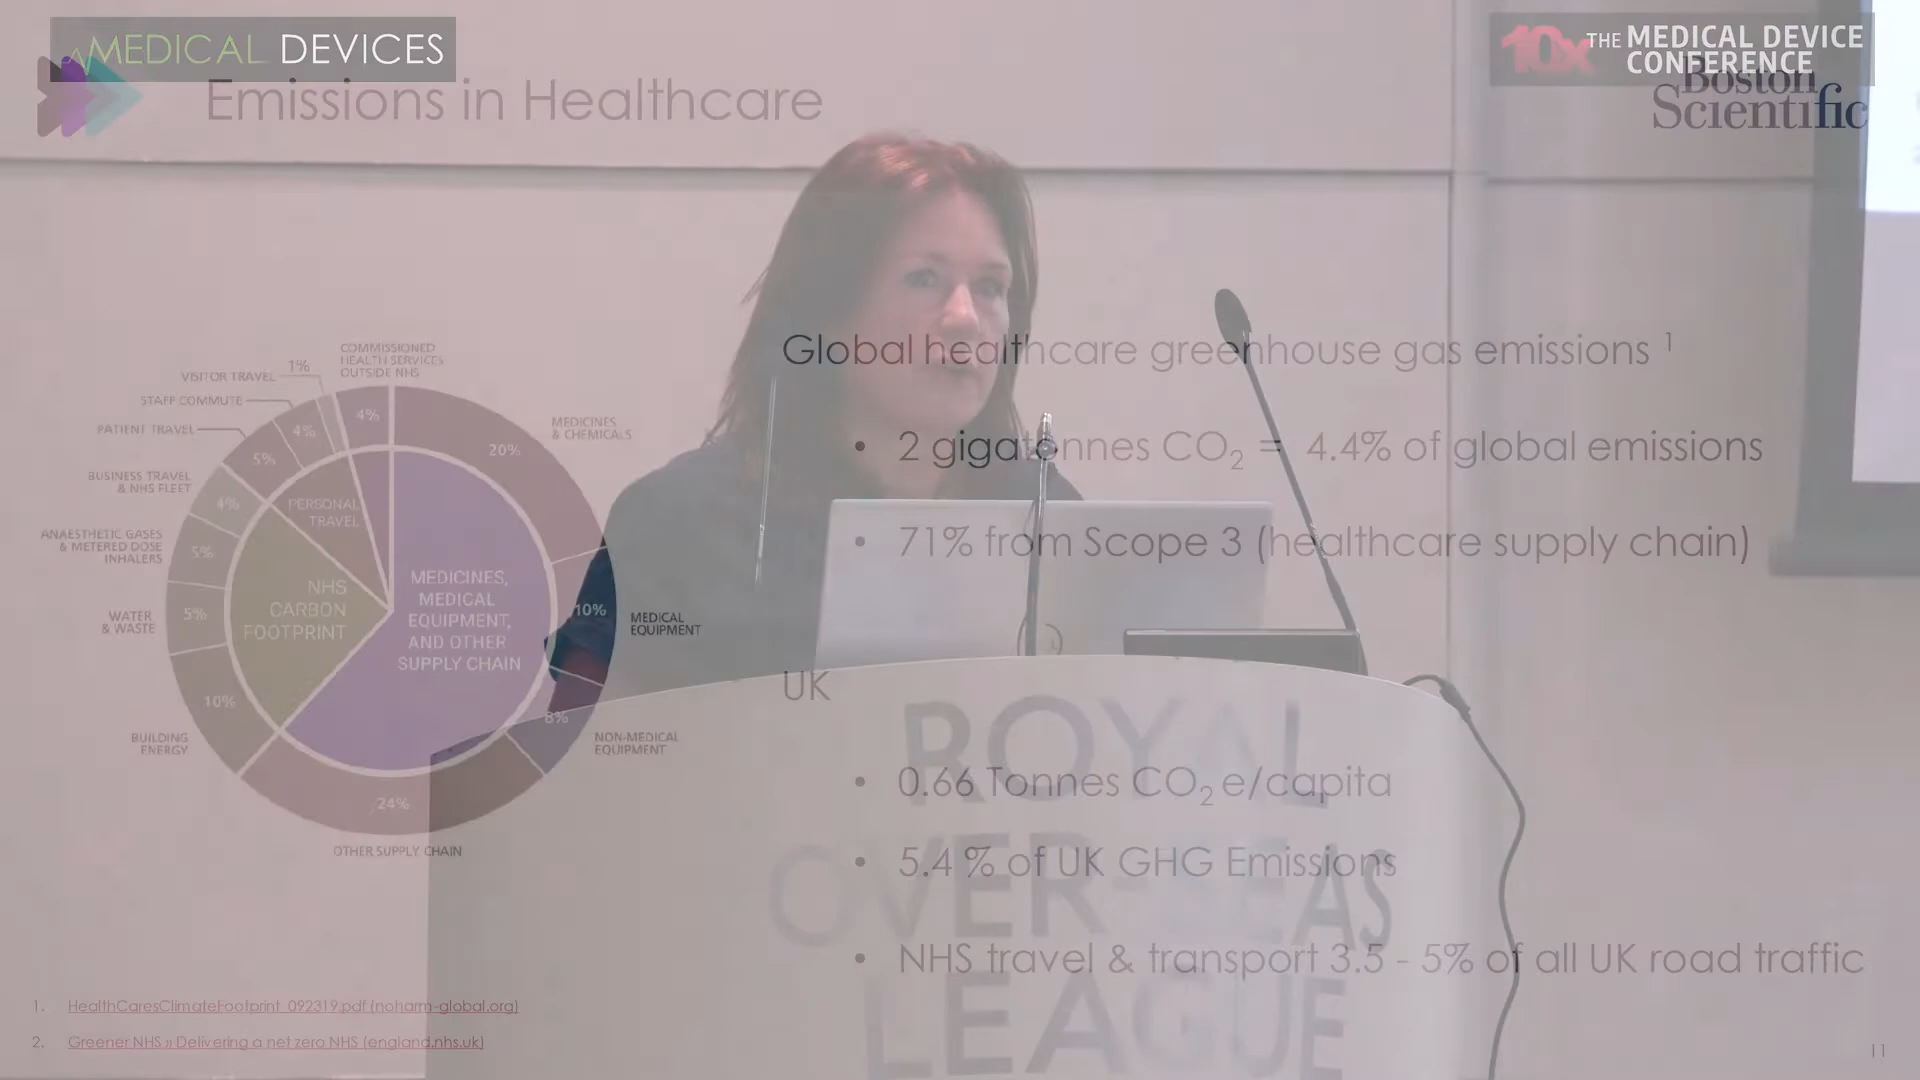 MEDICAL DEVICES
10x THE MEDICAL DEVICE
CONFERENCE
Emissions in Healthcare
Boston
Scientific
COMMISSIONED
HEALTH SERVICES
OUTSIDE NHS
1%
VISITOR TRAVEL
STAFF COMMUTE
PATIENT TRAVEL
BUSINESS TRAVEL
& NHS FLEET
ANAESTHETIC GASES
& METERED DOSE
INHALERS
WATER
& WASTE
BUILDING
ENERGY
4%
4%
5%
4%
5%
5%
10%
24%
8%
10%
20%
MEDICINES
& CHEMICALS
MEDICAL
EQUIPMENT
NON-MEDICAL
EQUIPMENT
OTHER SUPPLY CHAIN
PERSONAL
TRAVEL
NHS
CARBON
FOOTPRINT
MEDICINES,
MEDICAL
EQUIPMENT,
AND OTHER
SUPPLY CHAIN
Global healthcare greenhouse gas emissions 1
• 2 gigatonnes CO2 = 4.4% of global emissions
• 71% from Scope 3 (healthcare supply chain)
UK
• 0.66 Tonnes CO2 e/capita
• 5.4 % of UK GHG Emissions
• NHS travel & transport 3.5 - 5% of all UK road traffic
ROYAL
OVER-SEAS
LEAGUE
1. HealthCaresClimateFootprint_092319.pdf (noharm-global.org)
2. Greener NHS » Delivering a net zero NHS (england.nhs.uk)
11